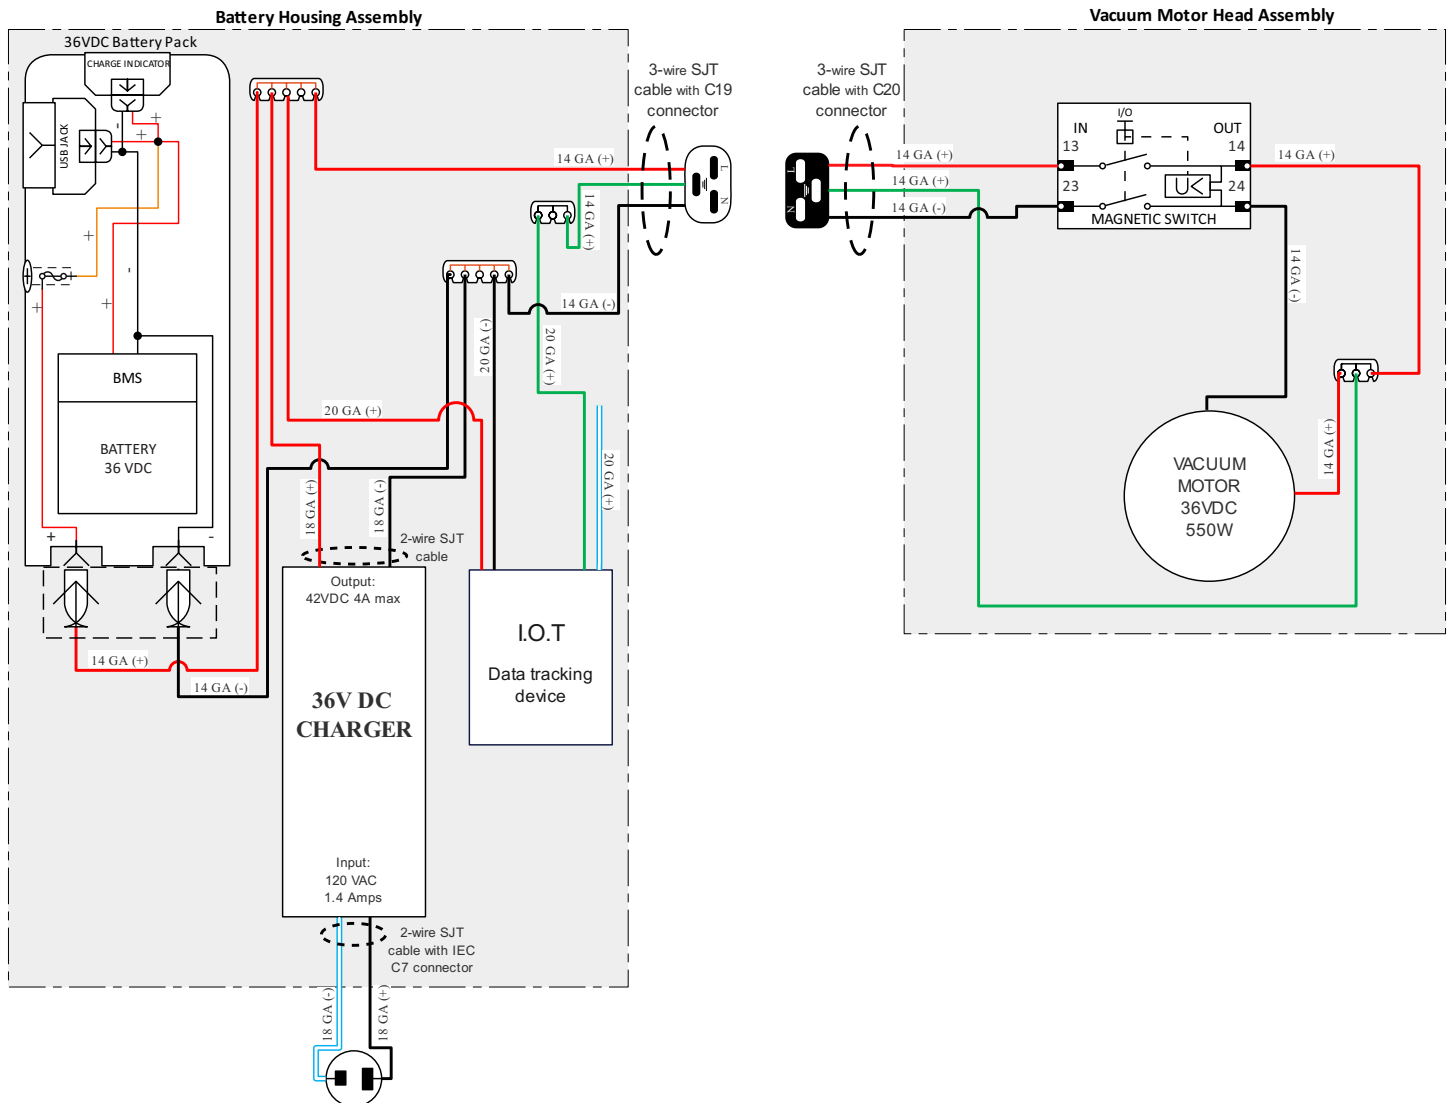 Battery Housing Assembly
Vacuum Motor Head Assembly
36VDC Battery Pack
CHARGE INDICATOR
USB JACK
+
-
+
+
+
-
+
+
BMS
BATTERY
36 VDC
+
-
14 GA (+)
14 GA (-)
20 GA (+)
18 GA (+)
18 GA (-)
2-wire SJT
cable
Output:
42VDC 4A max
36V DC
CHARGER
Input:
120 VAC
1.4 Amps
2-wire SJT
cable with IEC
C7 connector
18 GA (-)
18 GA (+)
I.O.T
Data tracking
device
20 GA (-)
20 GA (+)
20 GA (+)
14 GA (+)
14 GA (+)
14 GA (-)
3-wire SJT
cable with C19
connector
L
N
3-wire SJT
cable with C20
connector
L
N
14 GA (+)
14 GA (+)
14 GA (-)
I/O
IN
OUT
13
14
23
24
MAGNETIC SWITCH
14 GA (+)
14 GA (-)
14 GA (+)
VACUUM
MOTOR
36VDC
550W